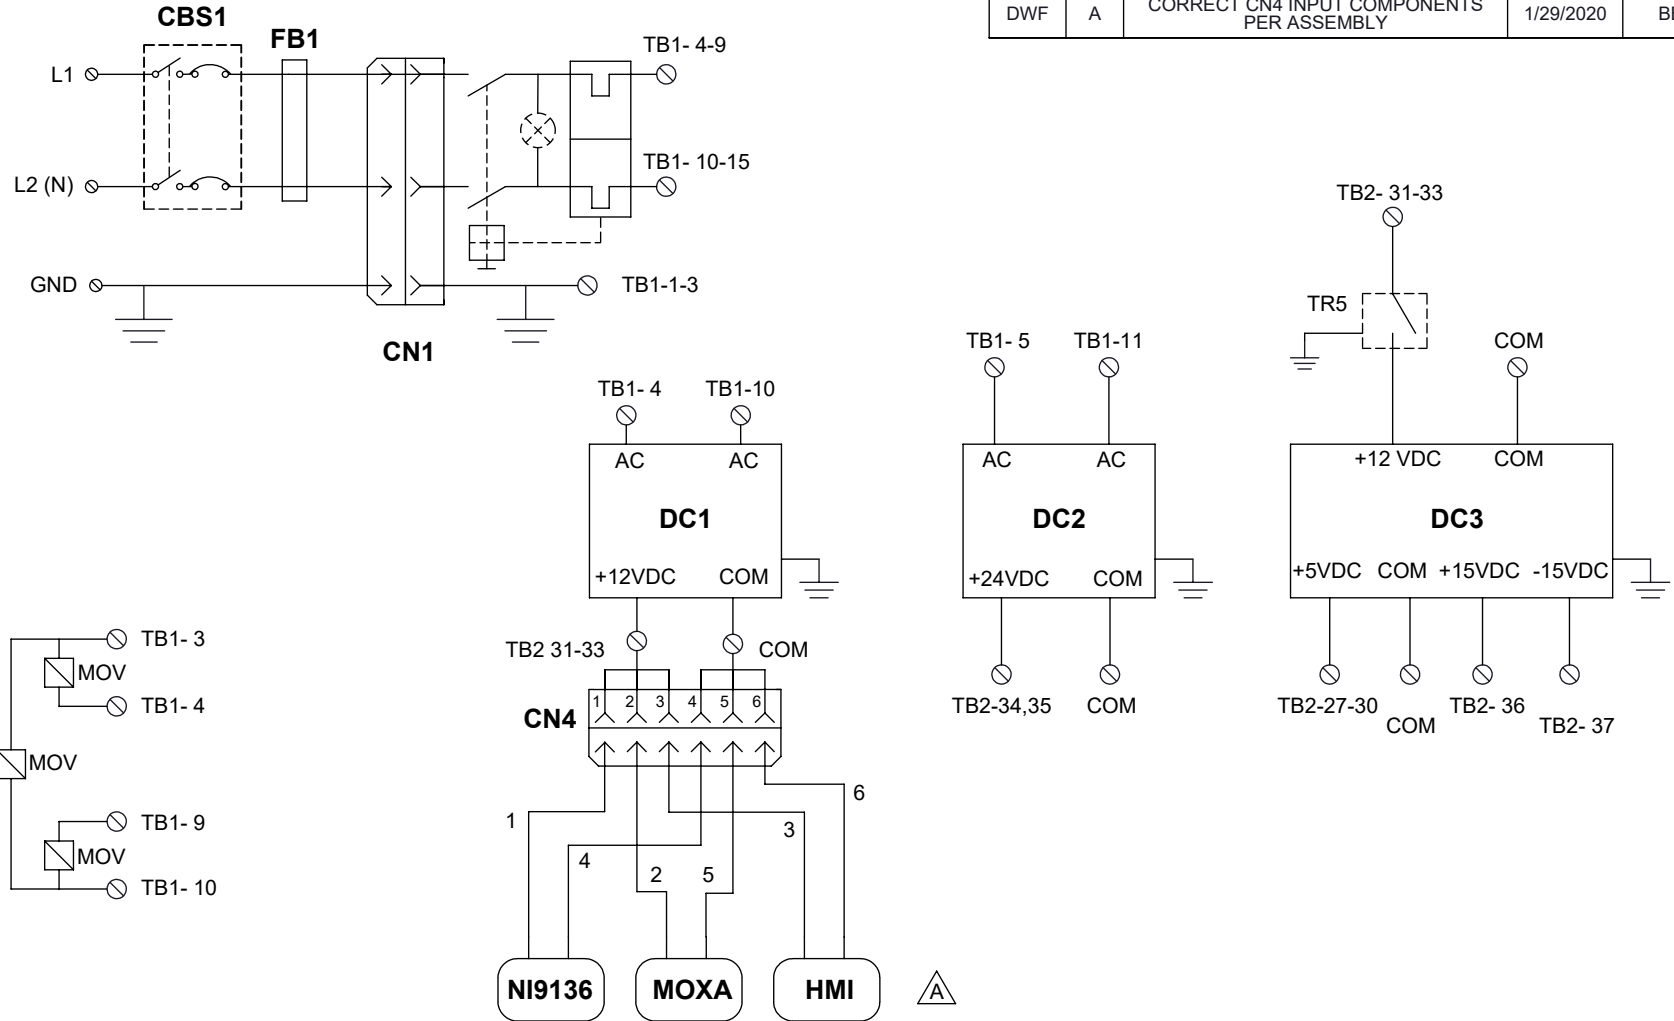 CBS1
FB1
L1
TB1- 4-9
L2 (N)
TB1- 10-15
GND
TB1-1-3
CN1
DWF A CORRECT CN4 INPUT COMPONENTS PER ASSEMBLY 1/29/2020
TB2- 31-33
TR5
COM
TB1- 4 TB1-10
AC AC
DC1
+12VDC COM
TB1- 5 TB1-11
AC AC
DC2
+24VDC COM
TB2-34,35 COM
+12 VDC COM
DC3
+5VDC COM +15VDC -15VDC
TB2-27-30 COM TB2- 36 TB2- 37
TB1- 3
MOV
TB1- 4
MOV
TB1- 9
MOV
TB1- 10
TB2 31-33 COM
1 2 3 4 5 6
CN4
6
1
3
4
2 5
NI9136 MOXA HMI
A